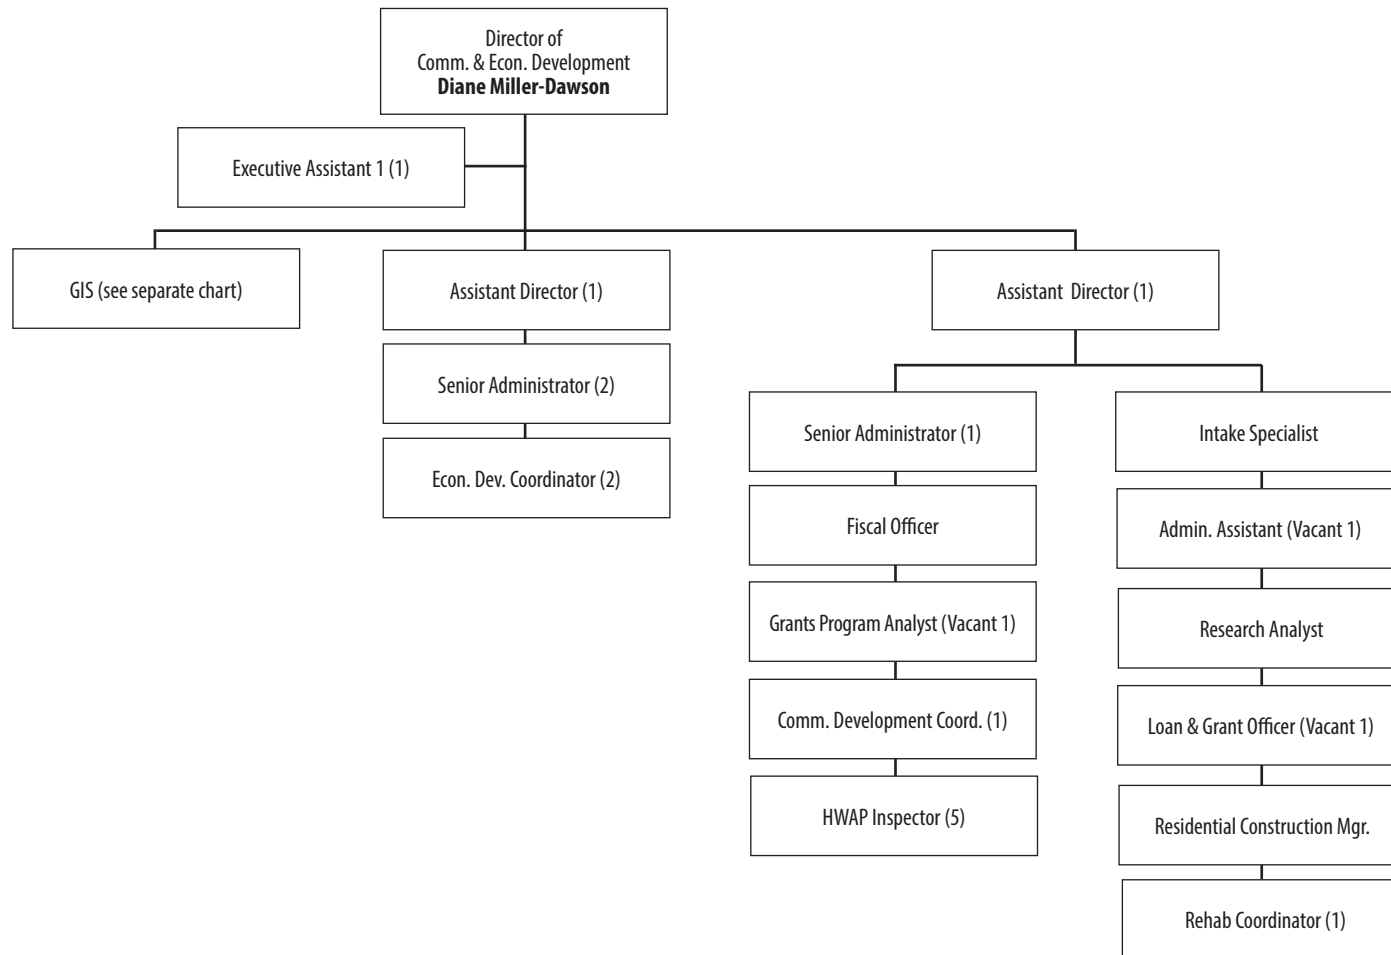 Director of
Comm. & Econ. Development
Diane Miller-Dawson
Executive Assistant 1 (1)
GIS (see separate chart)
Assistant Director (1)
Assistant Director (1)
Senior Administrator (2)
Econ. Dev. Coordinator (2)
Senior Administrator (1)
Intake Specialist
Fiscal Officer
Admin. Assistant (Vacant 1)
Grants Program Analyst (Vacant 1)
Research Analyst
Comm. Development Coord. (1)
Loan & Grant Officer (Vacant 1)
HWAP Inspector (5)
Residential Construction Mgr.
Rehab Coordinator (1)